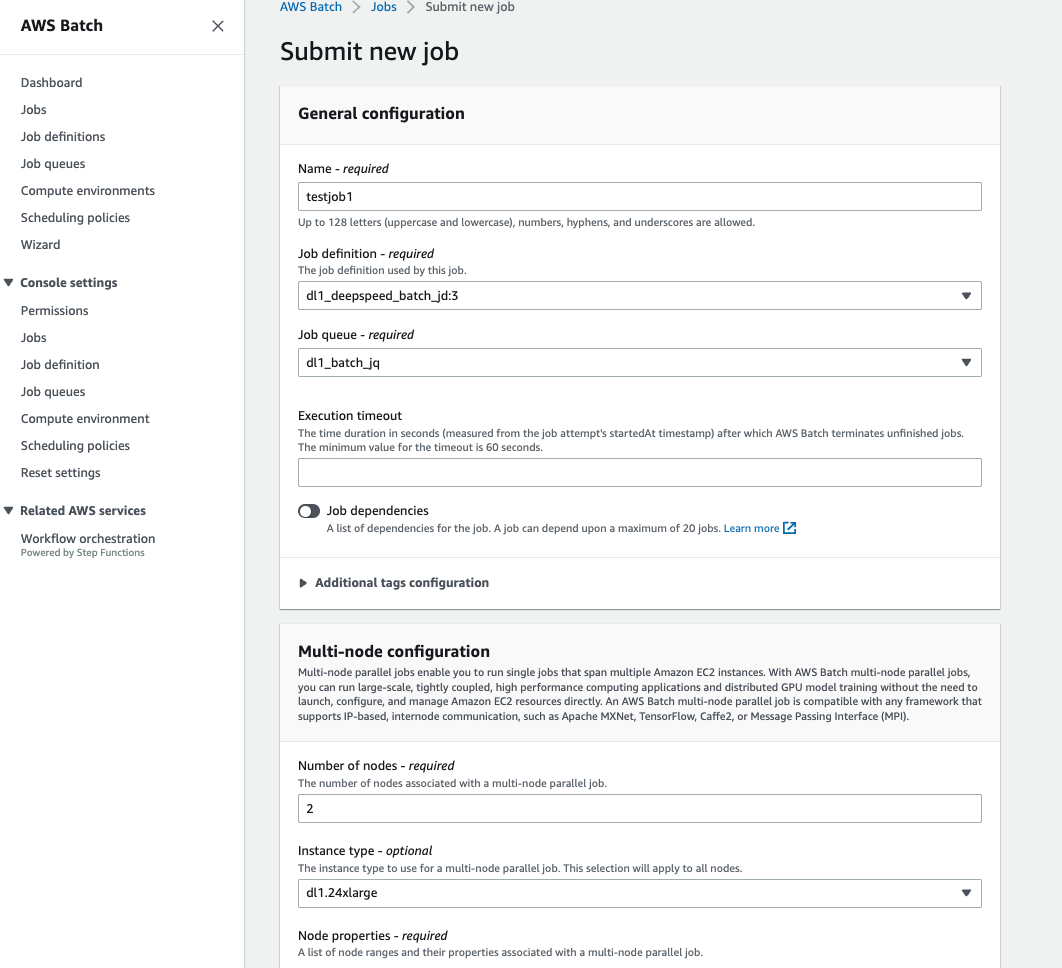 AWS Batch
Dashboard
Jobs
Job definitions
Job queues
Compute environments
Scheduling policies
Wizard
Console settings
Permissions
Jobs
Job definition
Job queues
Compute environment
Scheduling policies
Reset settings
Related AWS services
Workflow orchestration
Powered by Step Functions
AWS Batch > Jobs > Submit new job
Submit new job
General configuration
Name - required
testjob1
Up to 128 letters (uppercase and lowercase), numbers, hyphens, and underscores are allowed.
Job definition - required
The job definition used by this job.
dl1_deepspeed_batch_jd:3
Job queue - required
dl1_batch_jq
Execution timeout
The time duration in seconds (measured from the job attempt's startedAt timestamp) after which AWS Batch terminates unfinished jobs.
The minimum value for the timeout is 60 seconds.
Job dependencies
A list of dependencies for the job. A job can depend upon a maximum of 20 jobs. Learn more
Additional tags configuration
Multi-node configuration
Multi-node parallel jobs enable you to run single jobs that span multiple Amazon EC2 instances. With AWS Batch multi-node parallel jobs,
you can run large-scale, tightly coupled, high performance computing applications and distributed GPU model training without the need to
launch, configure, and manage Amazon EC2 resources directly. An AWS Batch multi-node parallel job is compatible with any framework that
supports IP-based, internode communication, such as Apache MXNet, TensorFlow, Caffe2, or Message Passing Interface (MPI).
Number of nodes - required
The number of nodes associated with a multi-node parallel job.
2
Instance type - optional
The instance type to use for a multi-node parallel job. This selection will apply to all nodes.
dl1.24xlarge
Node properties - required
A list of node ranges and their properties associated with a multi-node parallel job.